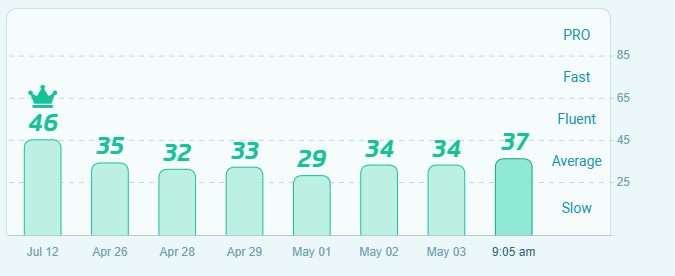 PRO
85
Fast
65
46
Fluent
35
32
33
29
34
34
37
45
Average
25
Slow
Jul 12
Apr 26
Apr 28
Apr 29
May 01
May 02
May 03
9:05 am